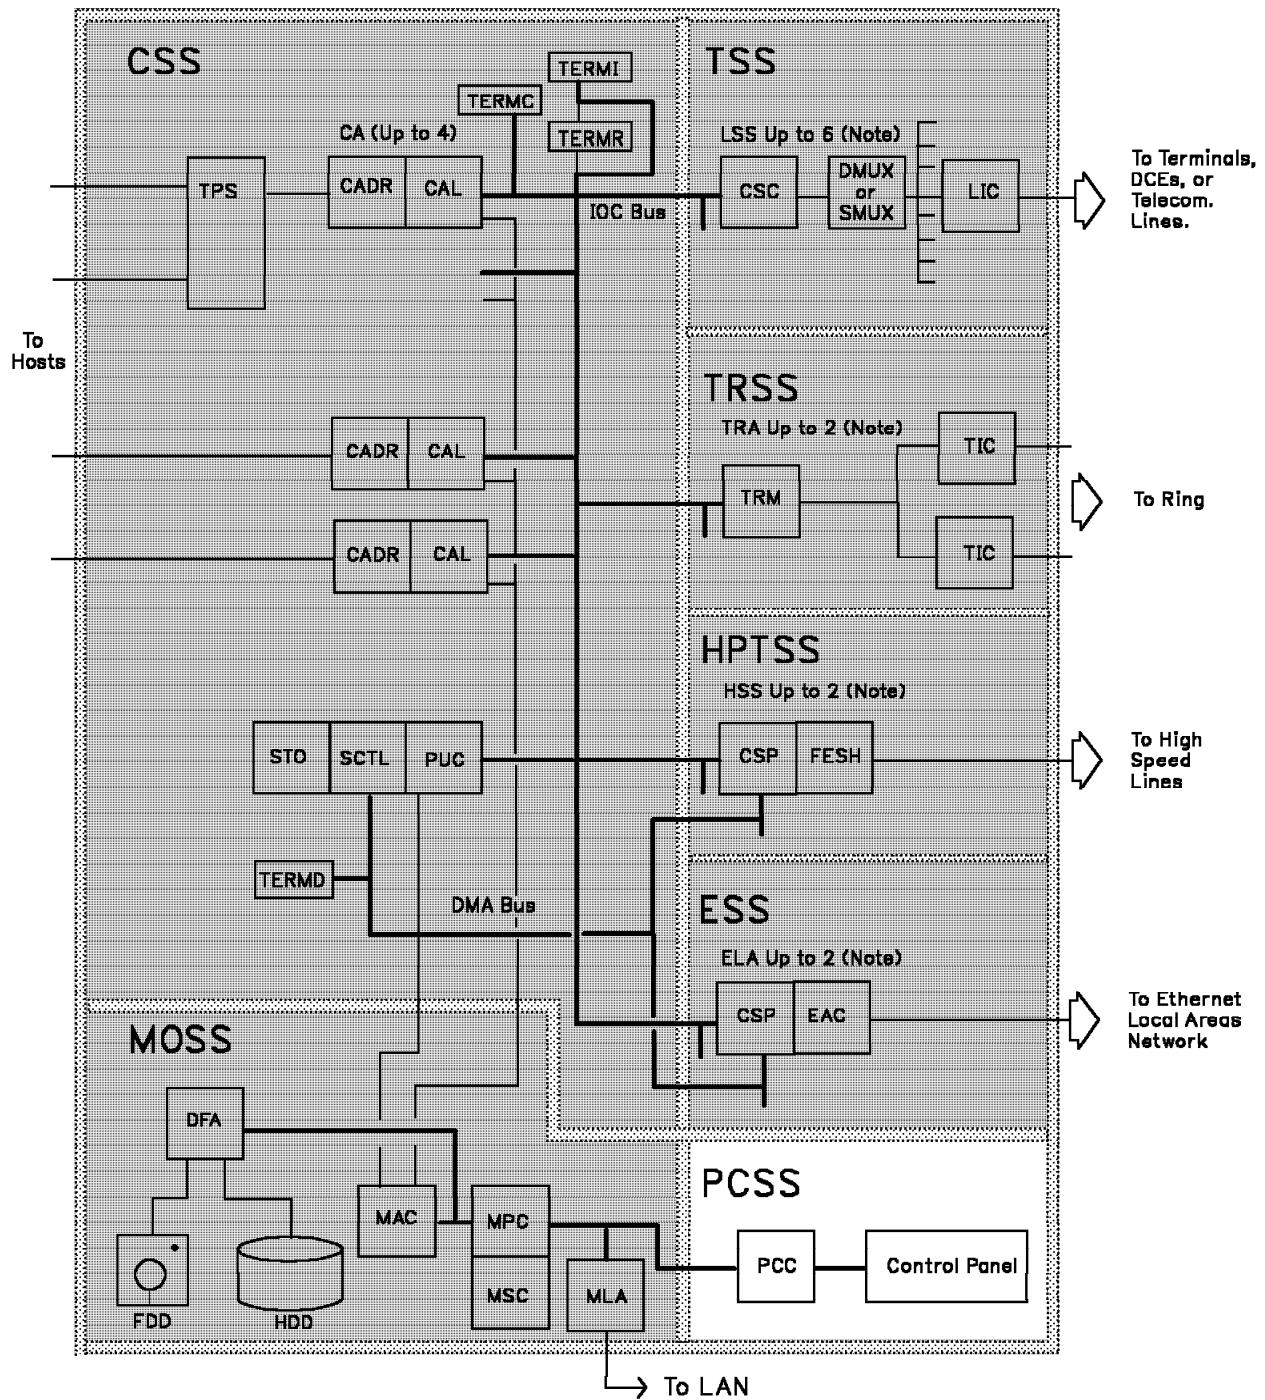 CSS
TERMI
TERMC
TERMR
CA (Up to 4)
TPS
CADR
CAL
IOC Bus
To
Hosts
CADR
CAL
CADR
CAL
STO
SCTL
PUC
TERMD
DMA Bus
TSS
LSS Up to 6 (Note)
CSC
DMUX
or
SMUX
LIC
To Terminals,
DCEs, or
Telecom.
Lines.
TRSS
TRA Up to 2 (Note)
TRM
TIC
TIC
To Ring
HPTSS
HSS Up to 2 (Note)
CSP
FESH
To High
Speed
Lines
ESS
ELA Up to 2 (Note)
CSP
EAC
To Ethernet
Local Areas
Network
MOSS
DFA
FDD
HDD
MAC
MPC
MSC
MLA
To LAN
PCSS
PCC
Control Panel